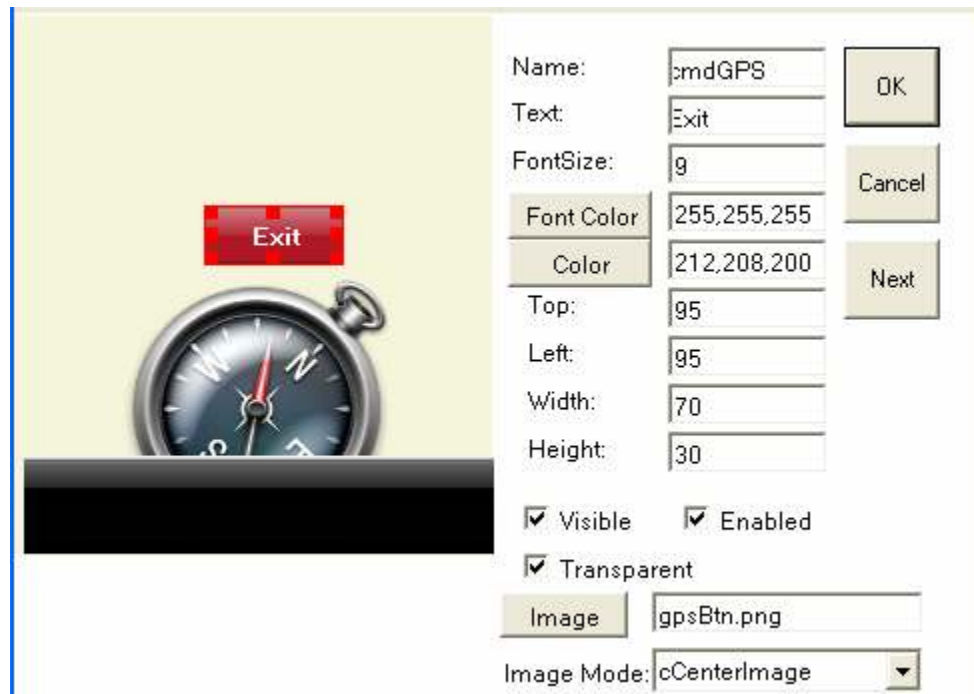 Exit
W
N
S
E
Name:
cmdGPS
OK
Text:
Exit
FontSize:
9
Cancel
Font Color
255,255,255
Color
212,208,200
Next
Top:
95
Left:
95
Width:
70
Height:
30
Visible
Enabled
Transparent
Image
gpsBtn.png
Image Mode:
cCenterImage